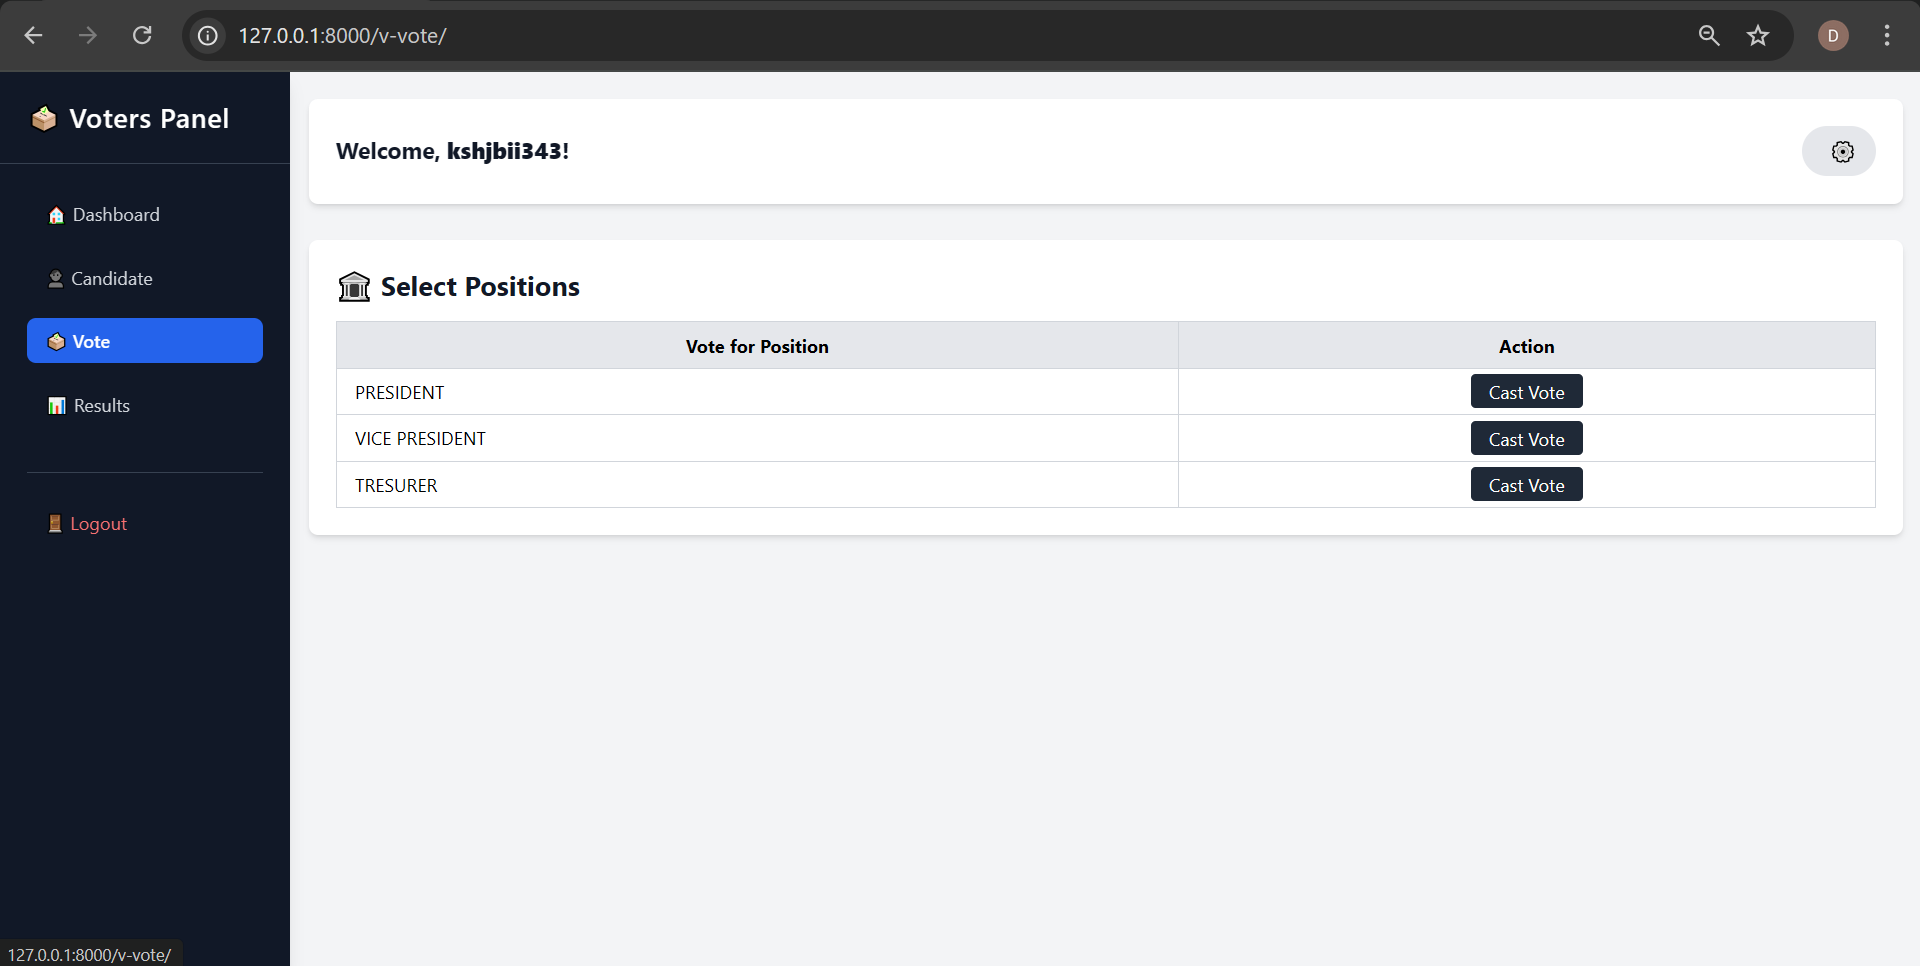 127.0.0.1:8000/v-vote/
D
Voters Panel
Dashboard
Candidate
Vote
Results
Logout
Welcome, kshjbii343!
Select Positions
Vote for Position Action
PRESIDENT Cast Vote
VICE PRESIDENT Cast Vote
TRESURER Cast Vote
127.0.0.1:8000/v-vote/